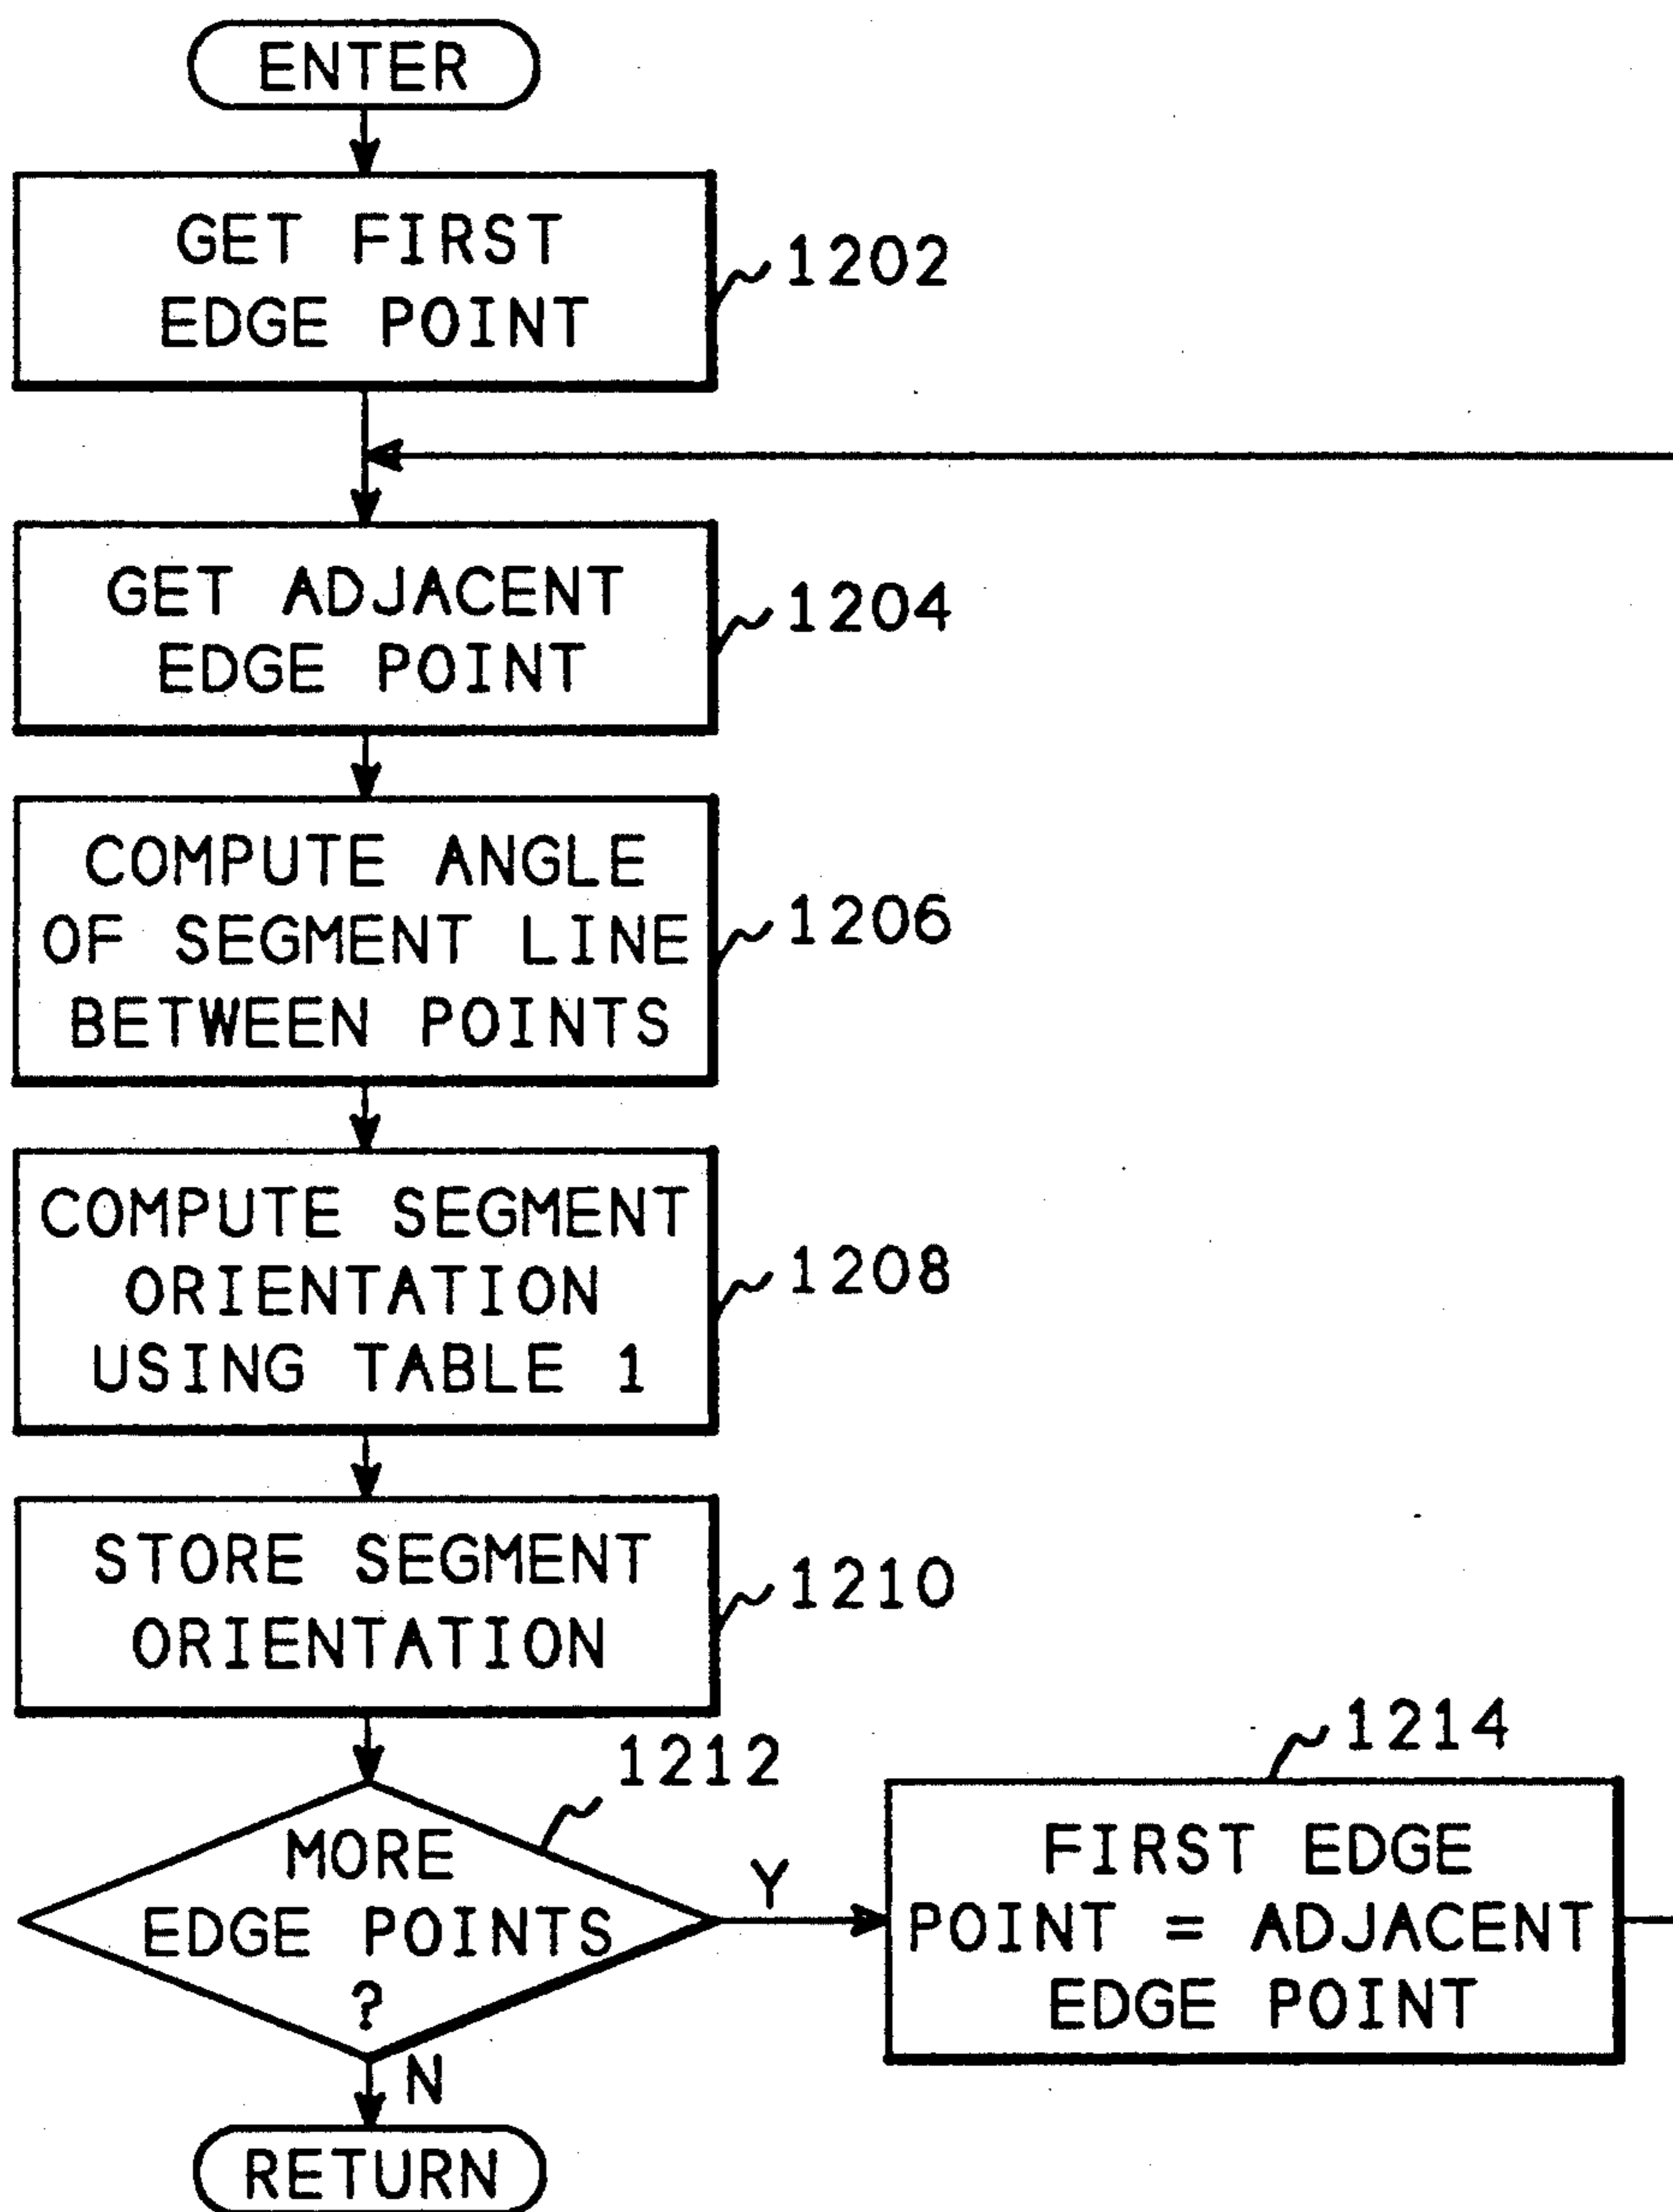 ENTER
GET FIRST
EDGE POINT
1202
GET ADJACENT
EDGE POINT
1204
COMPUTE ANGLE
OF SEGMENT LINE
BETWEEN POINTS
1206
COMPUTE SEGMENT
ORIENTATION
USING TABLE 1
1208
STORE SEGMENT
ORIENTATION
1210
1212
MORE
EDGE POINTS
?
Y
1214
FIRST EDGE
POINT = ADJACENT
EDGE POINT
N
RETURN